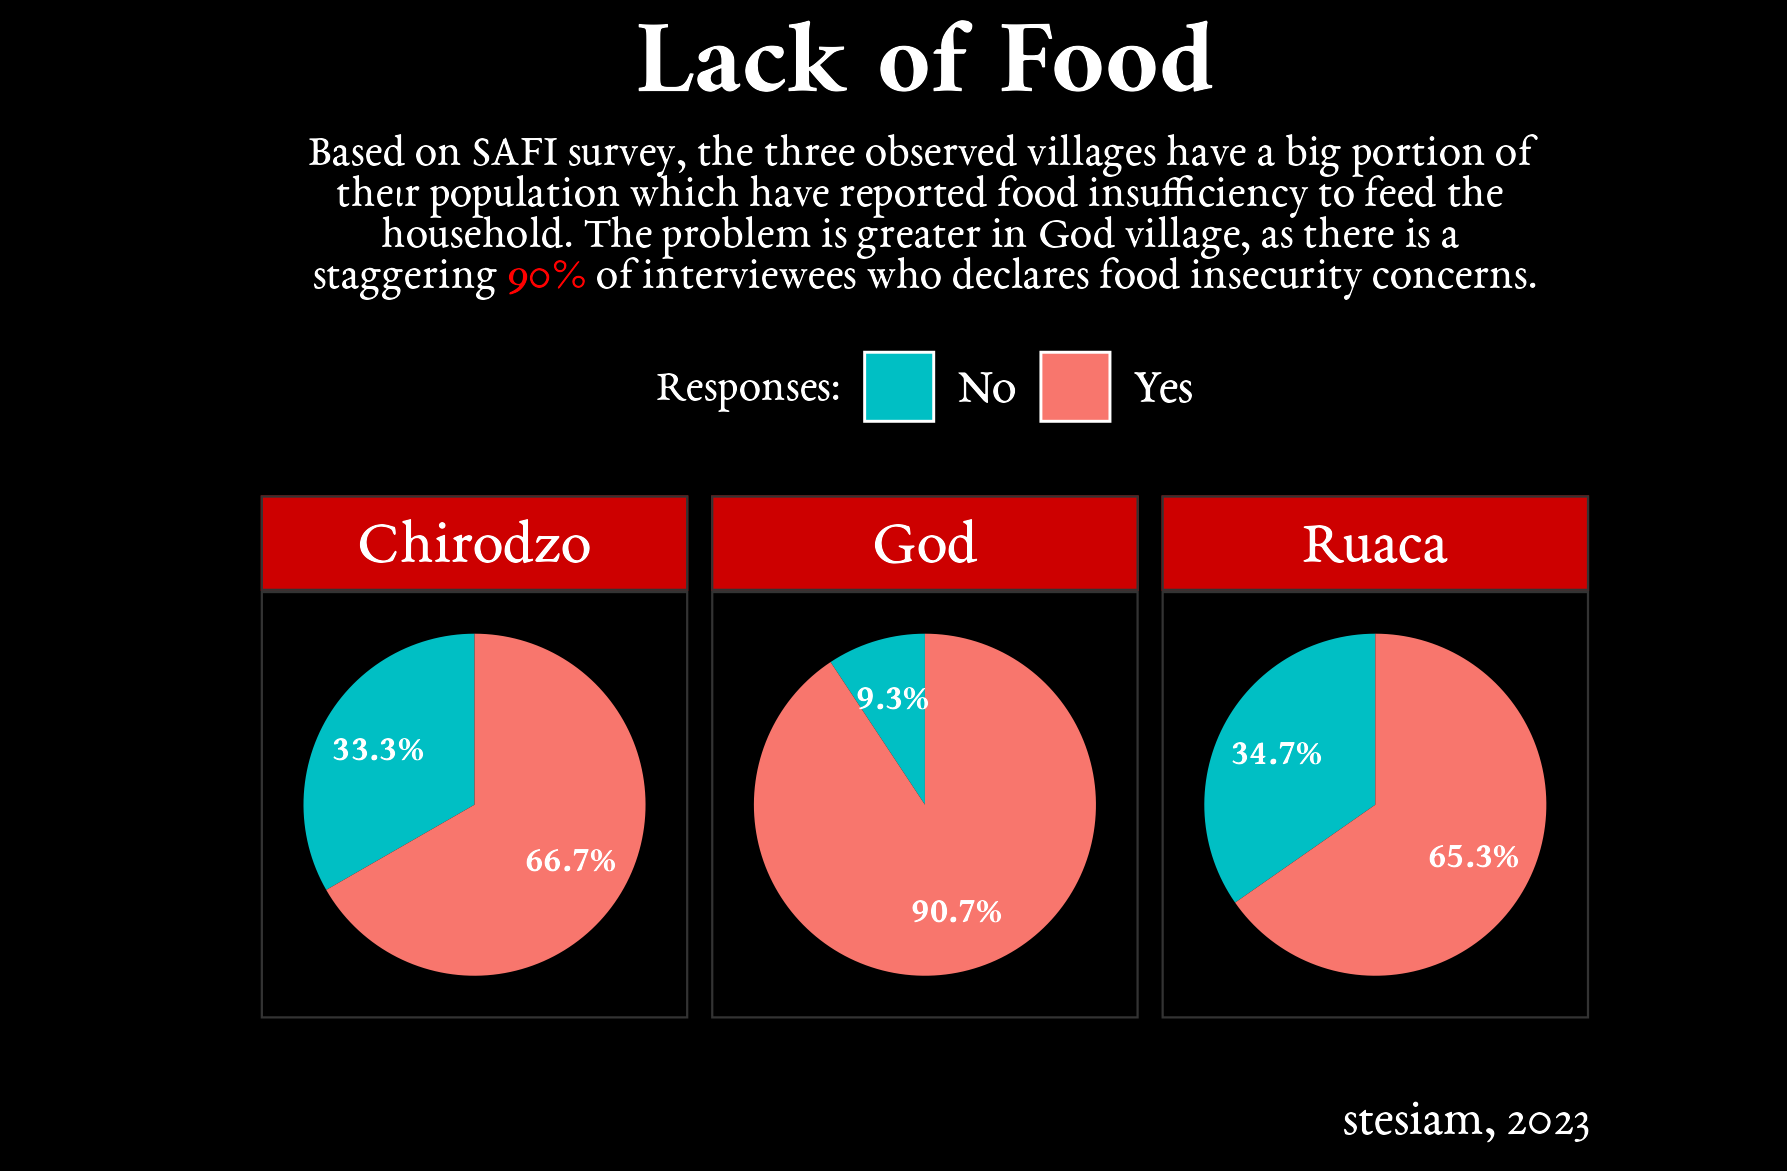 Lack of Food
Based on SAFI survey, the three observed villages have a big portion of
their population which have reported food insufficiency to feed the
household. The problem is greater in God village, as there is a
staggering 90% of interviewees who declares food insecurity concerns.
Responses: No Yes
Chirodzo God Ruaca
9.3%
33.3% 34.7%
66.7% 65.3%
90.7%
stesiam, 2023